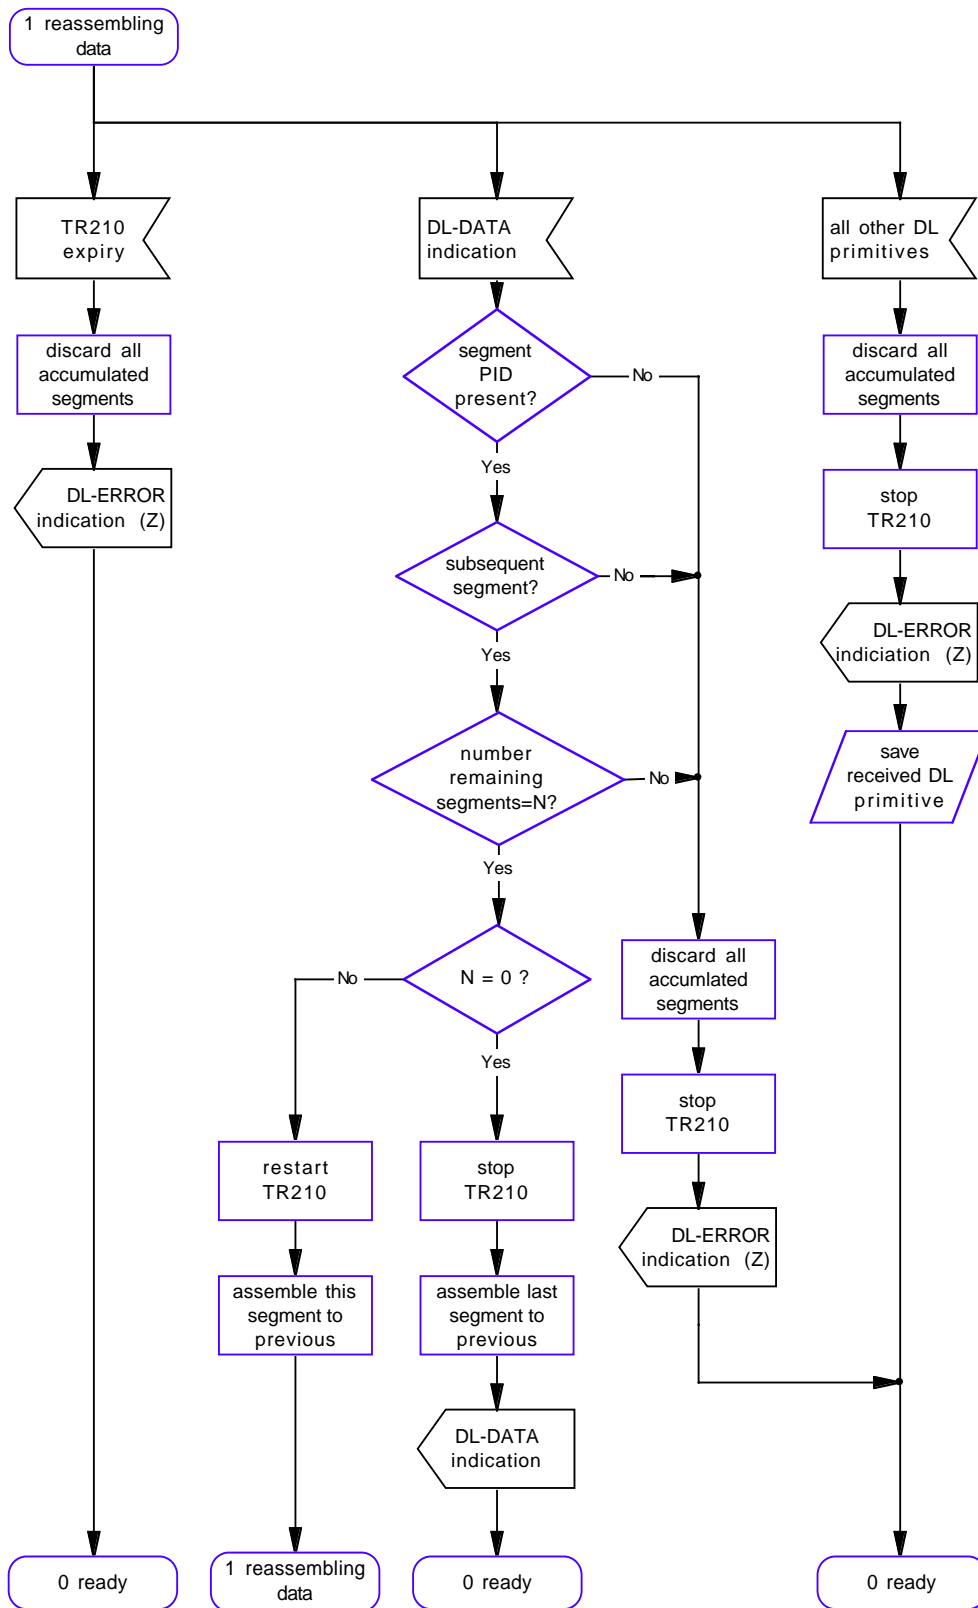 1 reassembling
data
TR210
expiry
DL-DATA
indication
all other DL
primitives
discard all
accumulated
segments
segment
PID
present?
No
discard all
accumulated
segments
Yes
DL-ERROR
indication (Z)
stop
TR210
subsequent
segment?
No
DL-ERROR
indiciation (Z)
Yes
number
remaining
segments=N?
No
save
received DL
primitive
Yes
No
N = 0 ?
discard all
accumlated
segments
Yes
stop
TR210
restart
TR210
stop
TR210
DL-ERROR
indication (Z)
assemble this
segment to
previous
assemble last
segment to
previous
DL-DATA
indication
0 ready
1 reassembling
data
0 ready
0 ready